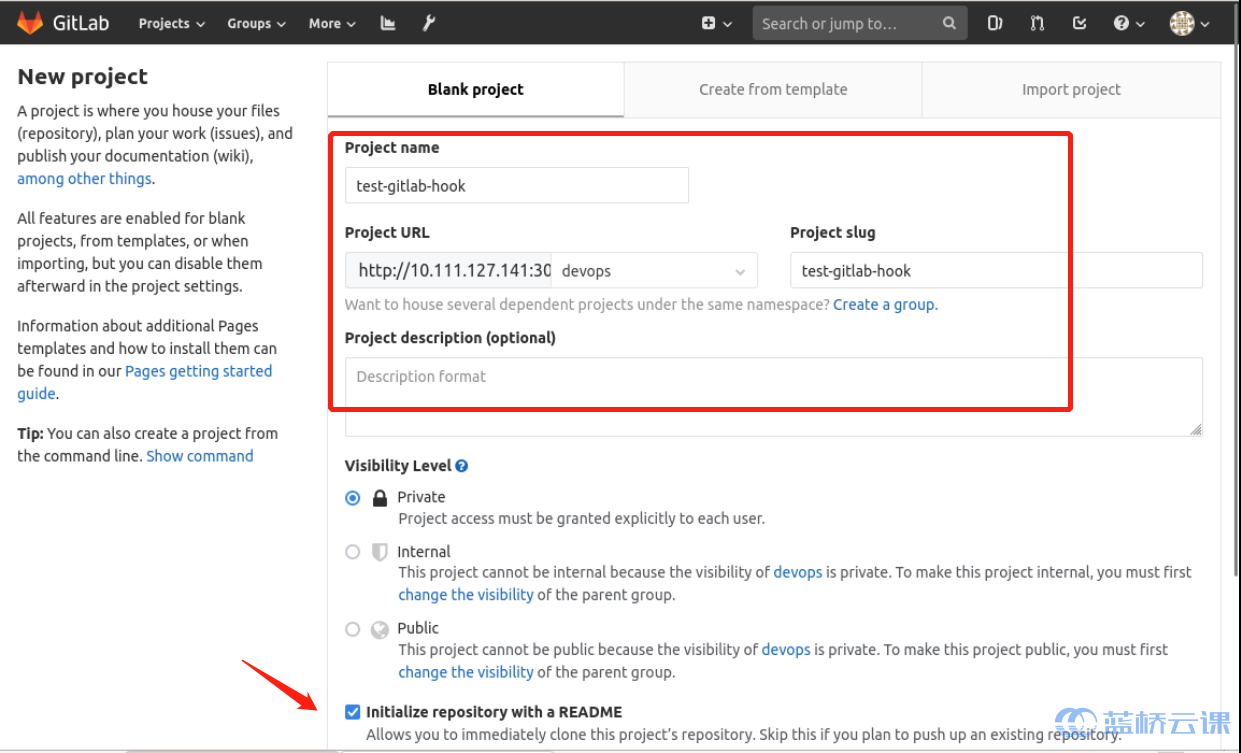 GitLab Projects Groups More Search or jump to...
New project
A project is where you house your files
(repository), plan your work (issues), and
publish your documentation (wiki),
among other things.
All features are enabled for blank
projects, from templates, or when
importing, but you can disable them
afterward in the project settings.
Information about additional Pages
templates and how to install them can
be found in our Pages getting started
guide.
Tip: You can also create a project from
the command line. Show command
Blank project Create from template Import project
Project name
test-gitlab-hook
Project URL Project slug
http://10.111.127.141:30 devops test-gitlab-hook
Want to house several dependent projects under the same namespace? Create a group.
Project description (optional)
Description format
Visibility Level
Private
Project access must be granted explicitly to each user.
Internal
This project cannot be internal because the visibility of devops is private. To make this project internal, you must first
change the visibility of the parent group.
Public
This project cannot be public because the visibility of devops is private. To make this project public, you must first
change the visibility of the parent group.
Initialize repository with a README
Allows you to immediately clone this project's repository. Skip this if you plan to push up an existing repository.
蓝桥云课